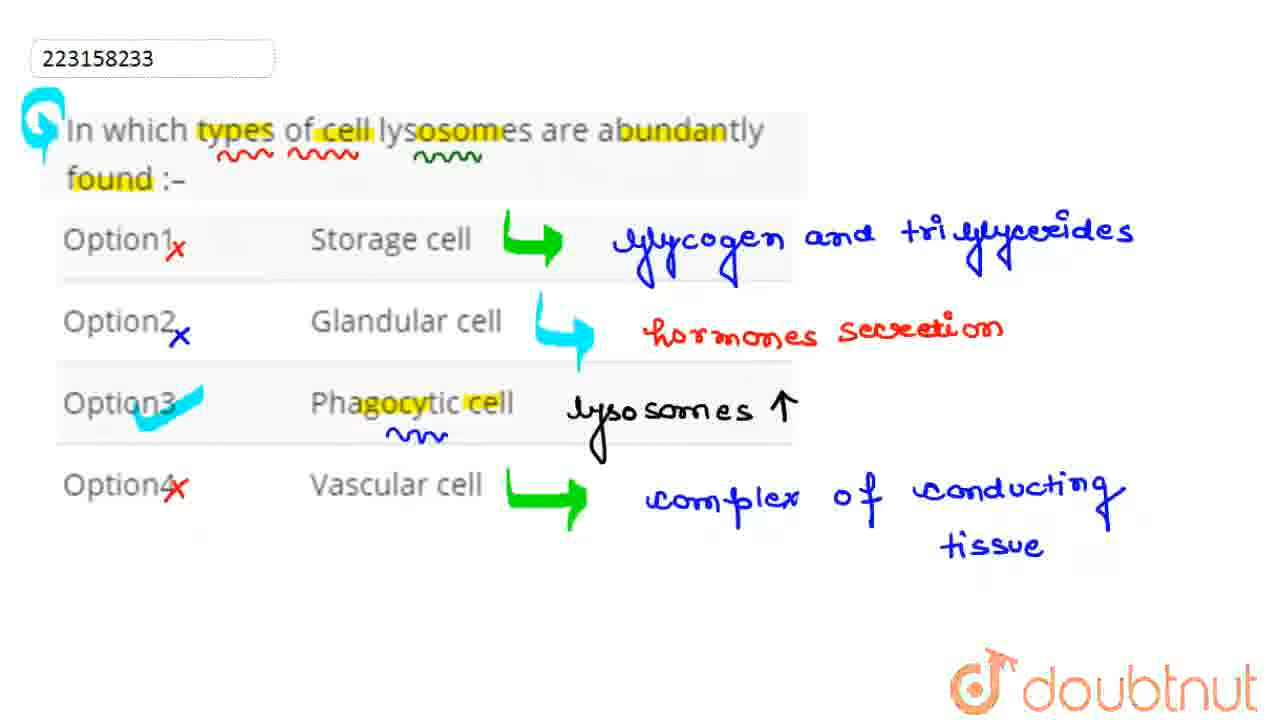 223158233
In which types of cell lysosomes are abundantly
found :–
Option1 x Storage cell glycogen and triglycerides
Option2 x Glandular cell hormones secretion
Option3 Phagocytic cell lysosomes ↑
Option4 x Vascular cell complex of conducting
tissue
doubtnut